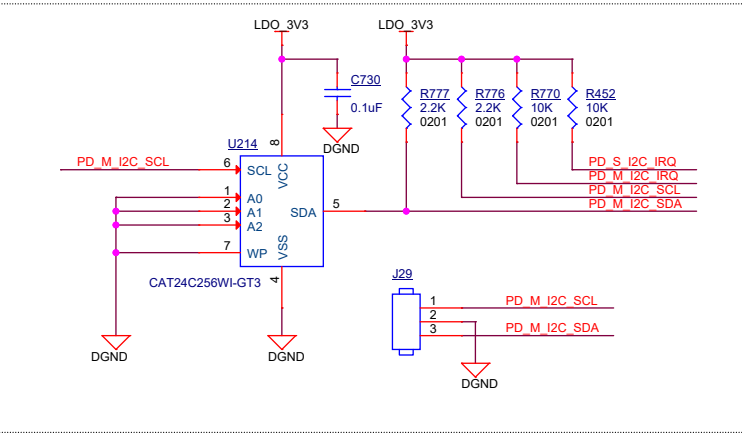 LDO_3V3
LDO_3V3
C730
0.1uF
DGND
R777
2.2K
0201
R776
2.2K
0201
R770
10K
0201
R452
10K
0201
U214
8
PD_M_I2C_SCL
6
SCL
VCC
1
A0
2
A1
3
A2
SDA
5
7
WP
VSS
4
CAT24C256WI-GT3
PD_S_I2C_IRQ
PD_M_I2C_IRQ
PD_M_I2C_SCL
PD_M_I2C_SDA
DGND
DGND
J29
1
PD_M_I2C_SCL
2
3
PD_M_I2C_SDA
DGND